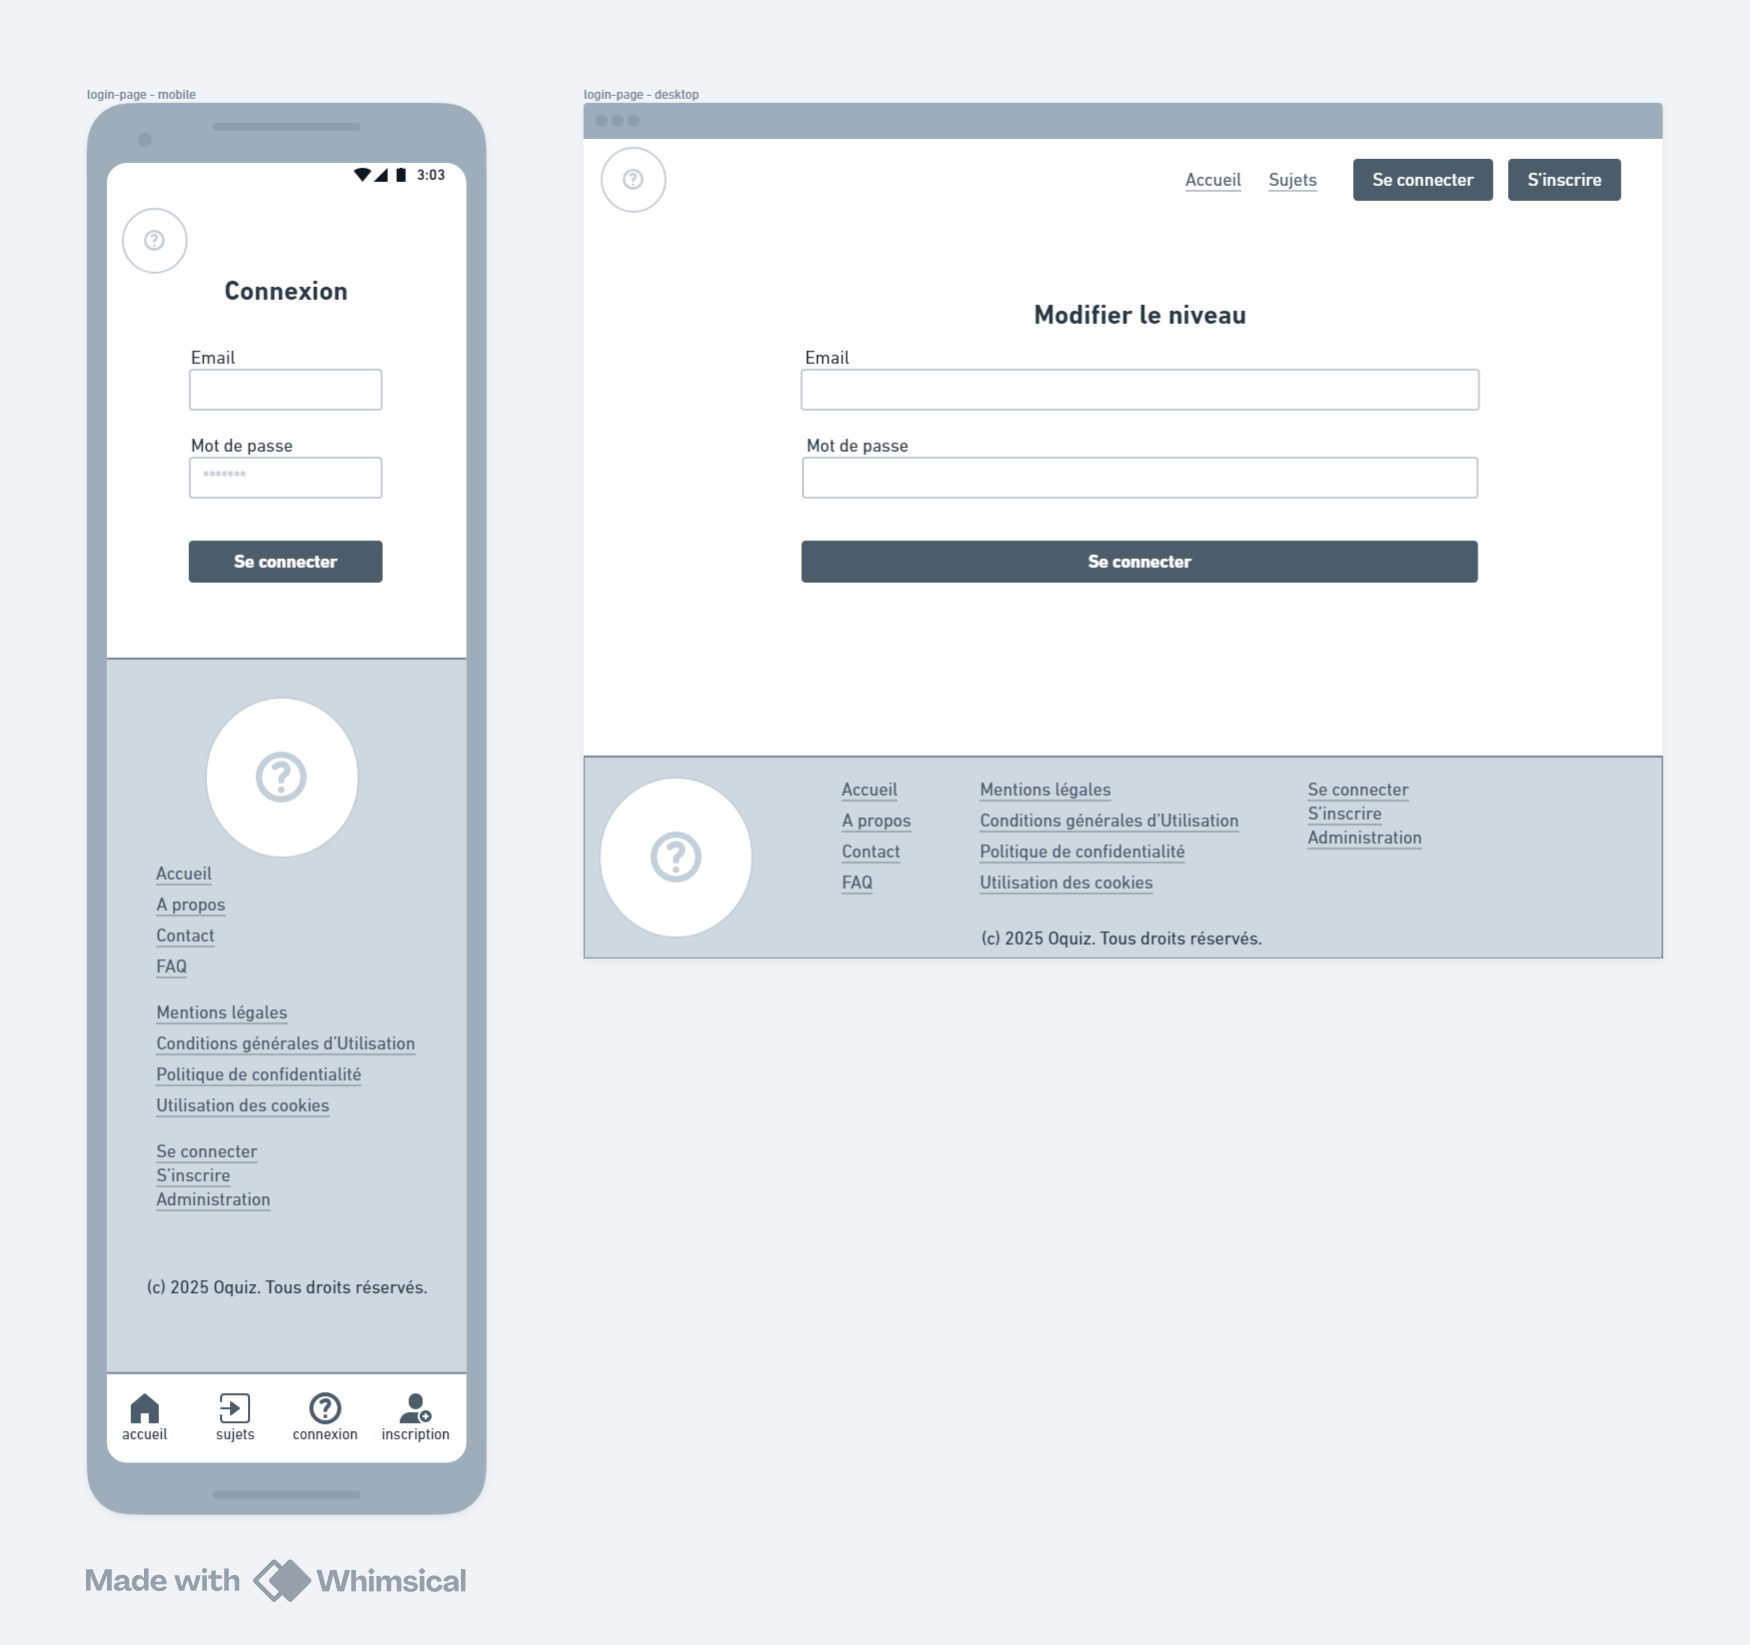 login-page - mobile
3:03
?
Connexion
Email
Mot de passe
*******
Se connecter
?
Accueil
A propos
Contact
FAQ
Mentions légales
Conditions générales d'Utilisation
Politique de confidentialité
Utilisation des cookies
Se connecter
S'inscrire
Administration
(c) 2025 Oquiz. Tous droits réservés.
?
accueil
sujets
connexion
inscription
login-page - desktop
?
Accueil
Sujets
Se connecter
S'inscrire
Modifier le niveau
Email
Mot de passe
Se connecter
?
Accueil
A propos
Contact
FAQ
Mentions légales
Conditions générales d'Utilisation
Politique de confidentialité
Utilisation des cookies
Se connecter
S'inscrire
Administration
(c) 2025 Oquiz. Tous droits réservés.
Made with Whimsical